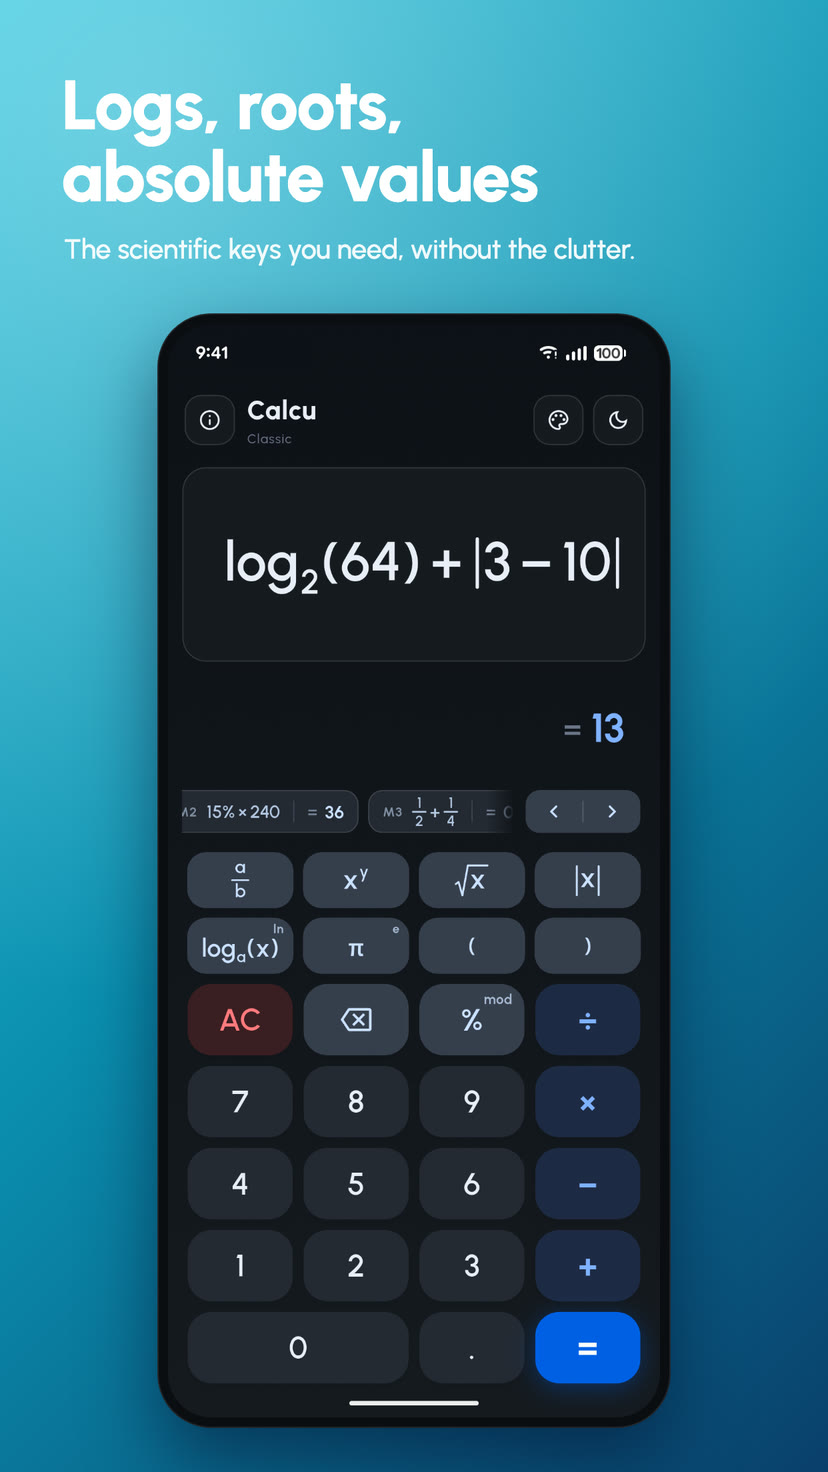 Logs, roots,
absolute values
The scientific keys you need, without the clutter.
9:41
100
Calcu
Classic
log₂(64) + |3 − 10|
= 13
15% × 240 = 36
M3 1/2 + 1/4 =
a/b xʸ √x |x|
logₐ(x) ln π e ( )
AC % mod ÷
7 8 9 ×
4 5 6 −
1 2 3 +
0 . =